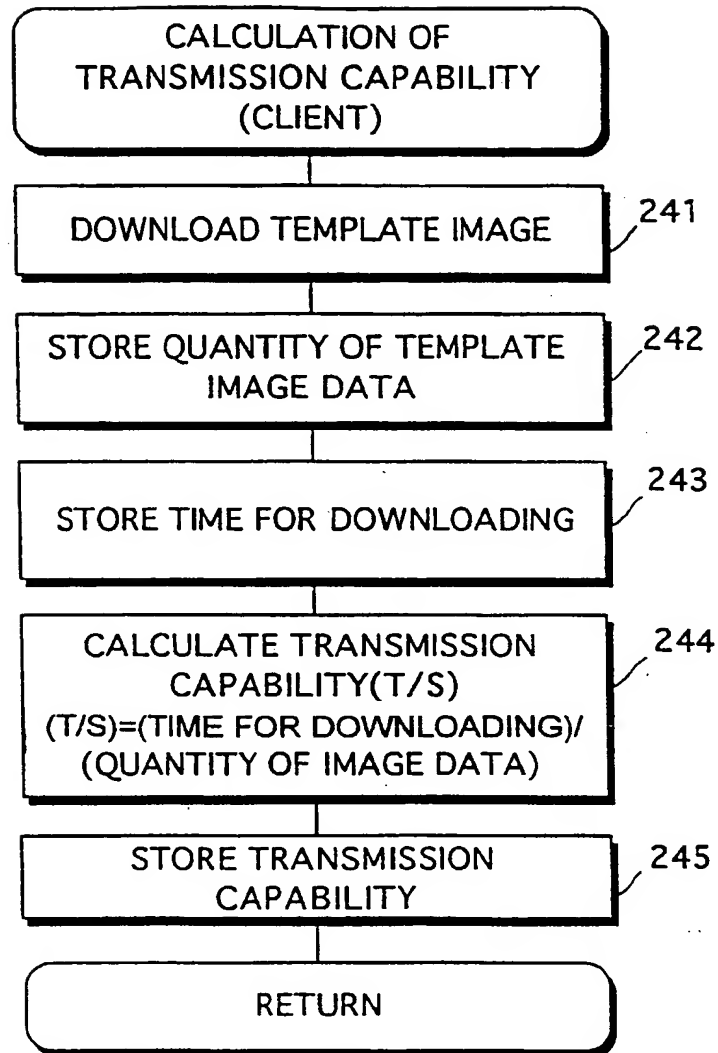 CALCULATION OF
TRANSMISSION CAPABILITY
(CLIENT)
DOWNLOAD TEMPLATE IMAGE
241
STORE QUANTITY OF TEMPLATE
IMAGE DATA
242
STORE TIME FOR DOWNLOADING
243
CALCULATE TRANSMISSION
CAPABILITY(T/S)
(T/S)=(TIME FOR DOWNLOADING)/
(QUANTITY OF IMAGE DATA)
244
STORE TRANSMISSION
CAPABILITY
245
RETURN